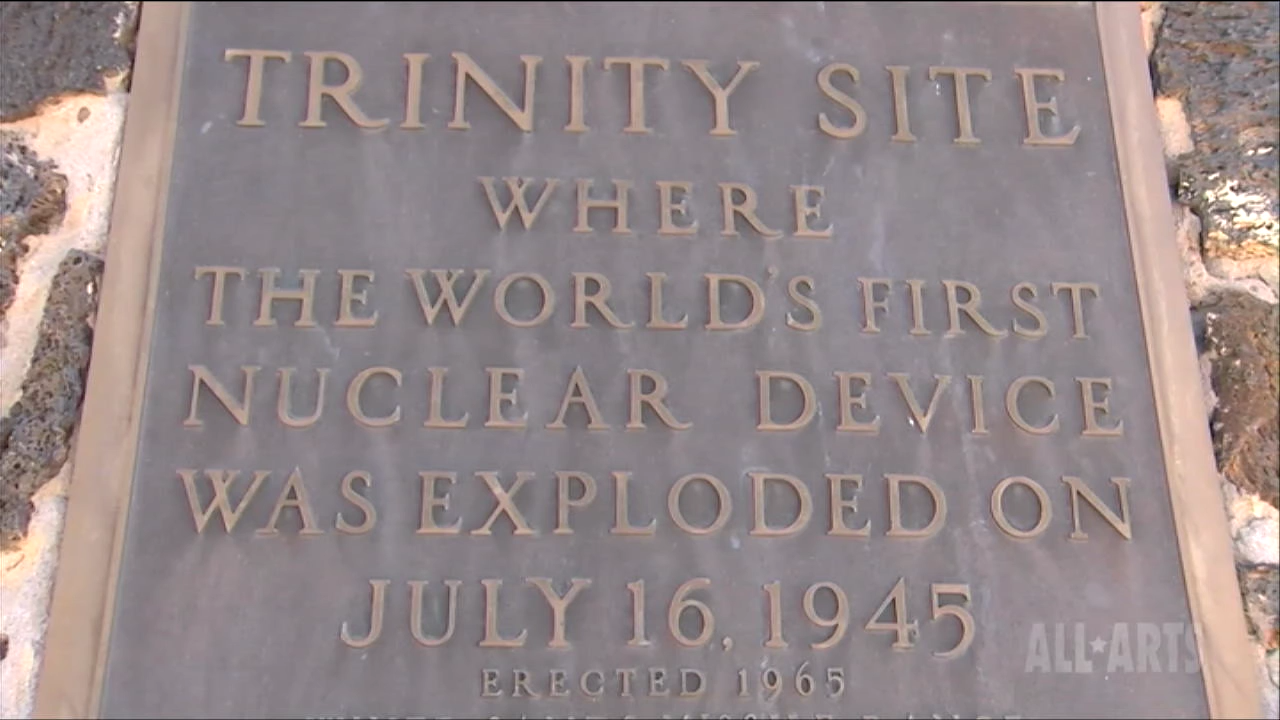 TRINITY SITE
WHERE
THE WORLD'S FIRST
NUCLEAR DEVICE
WAS EXPLODED ON
JULY 16, 1945
ERECTED 1965
ALL★ARTS